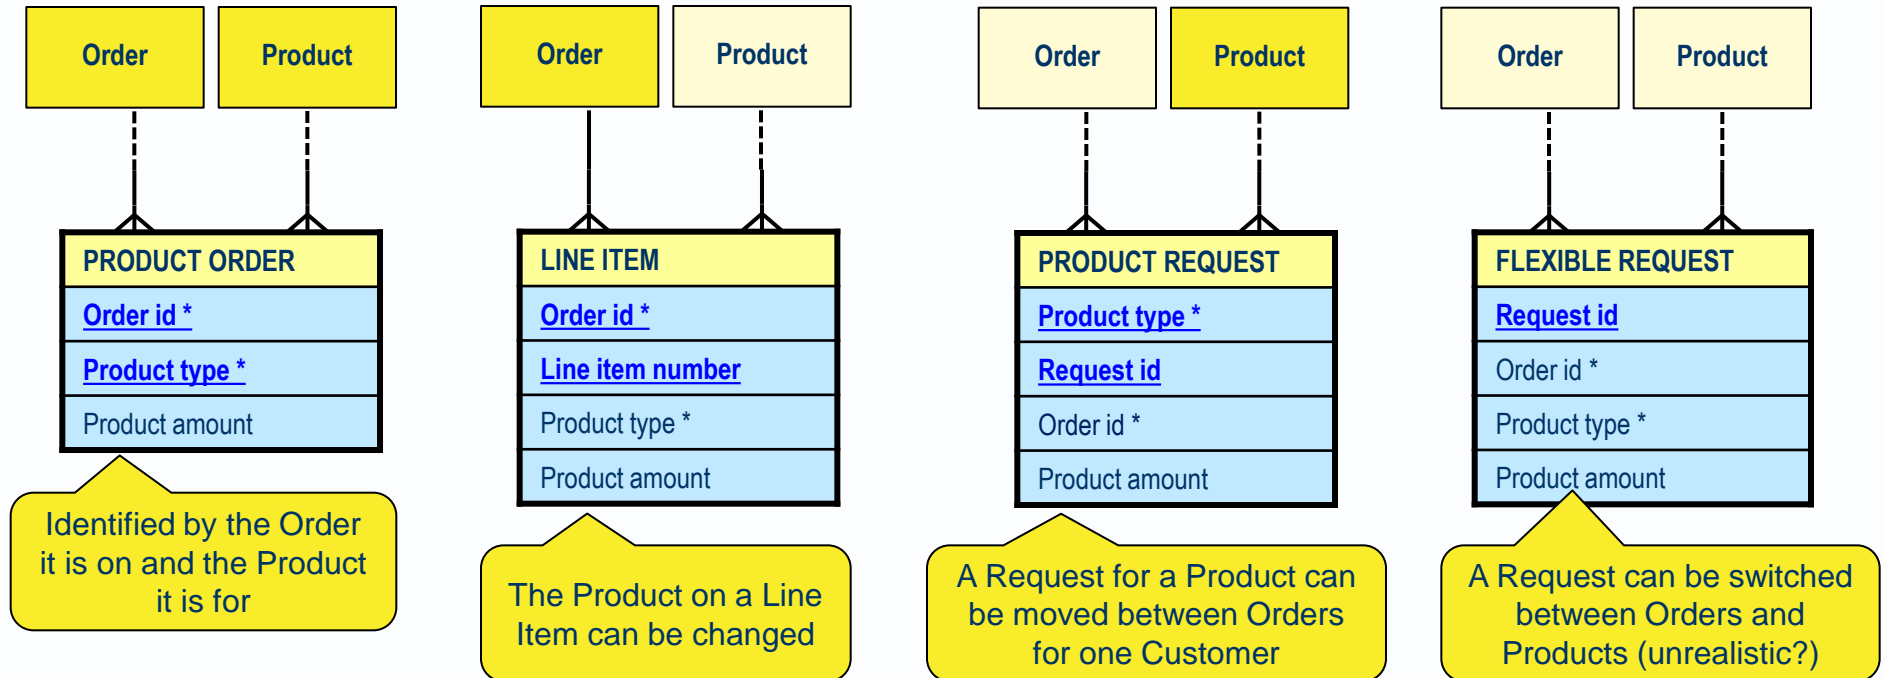 Order
Product
PRODUCT ORDER
Order id *
Product type *
Product amount
Identified by the Order
it is on and the Product
it is for
Order
Product
LINE ITEM
Order id *
Line item number
Product type *
Product amount
The Product on a Line
Item can be changed
Order
Product
PRODUCT REQUEST
Product type *
Request id
Order id *
Product amount
A Request for a Product can
be moved between Orders
for one Customer
Order
Product
FLEXIBLE REQUEST
Request id
Order id *
Product type *
Product amount
A Request can be switched
between Orders and
Products (unrealistic?)